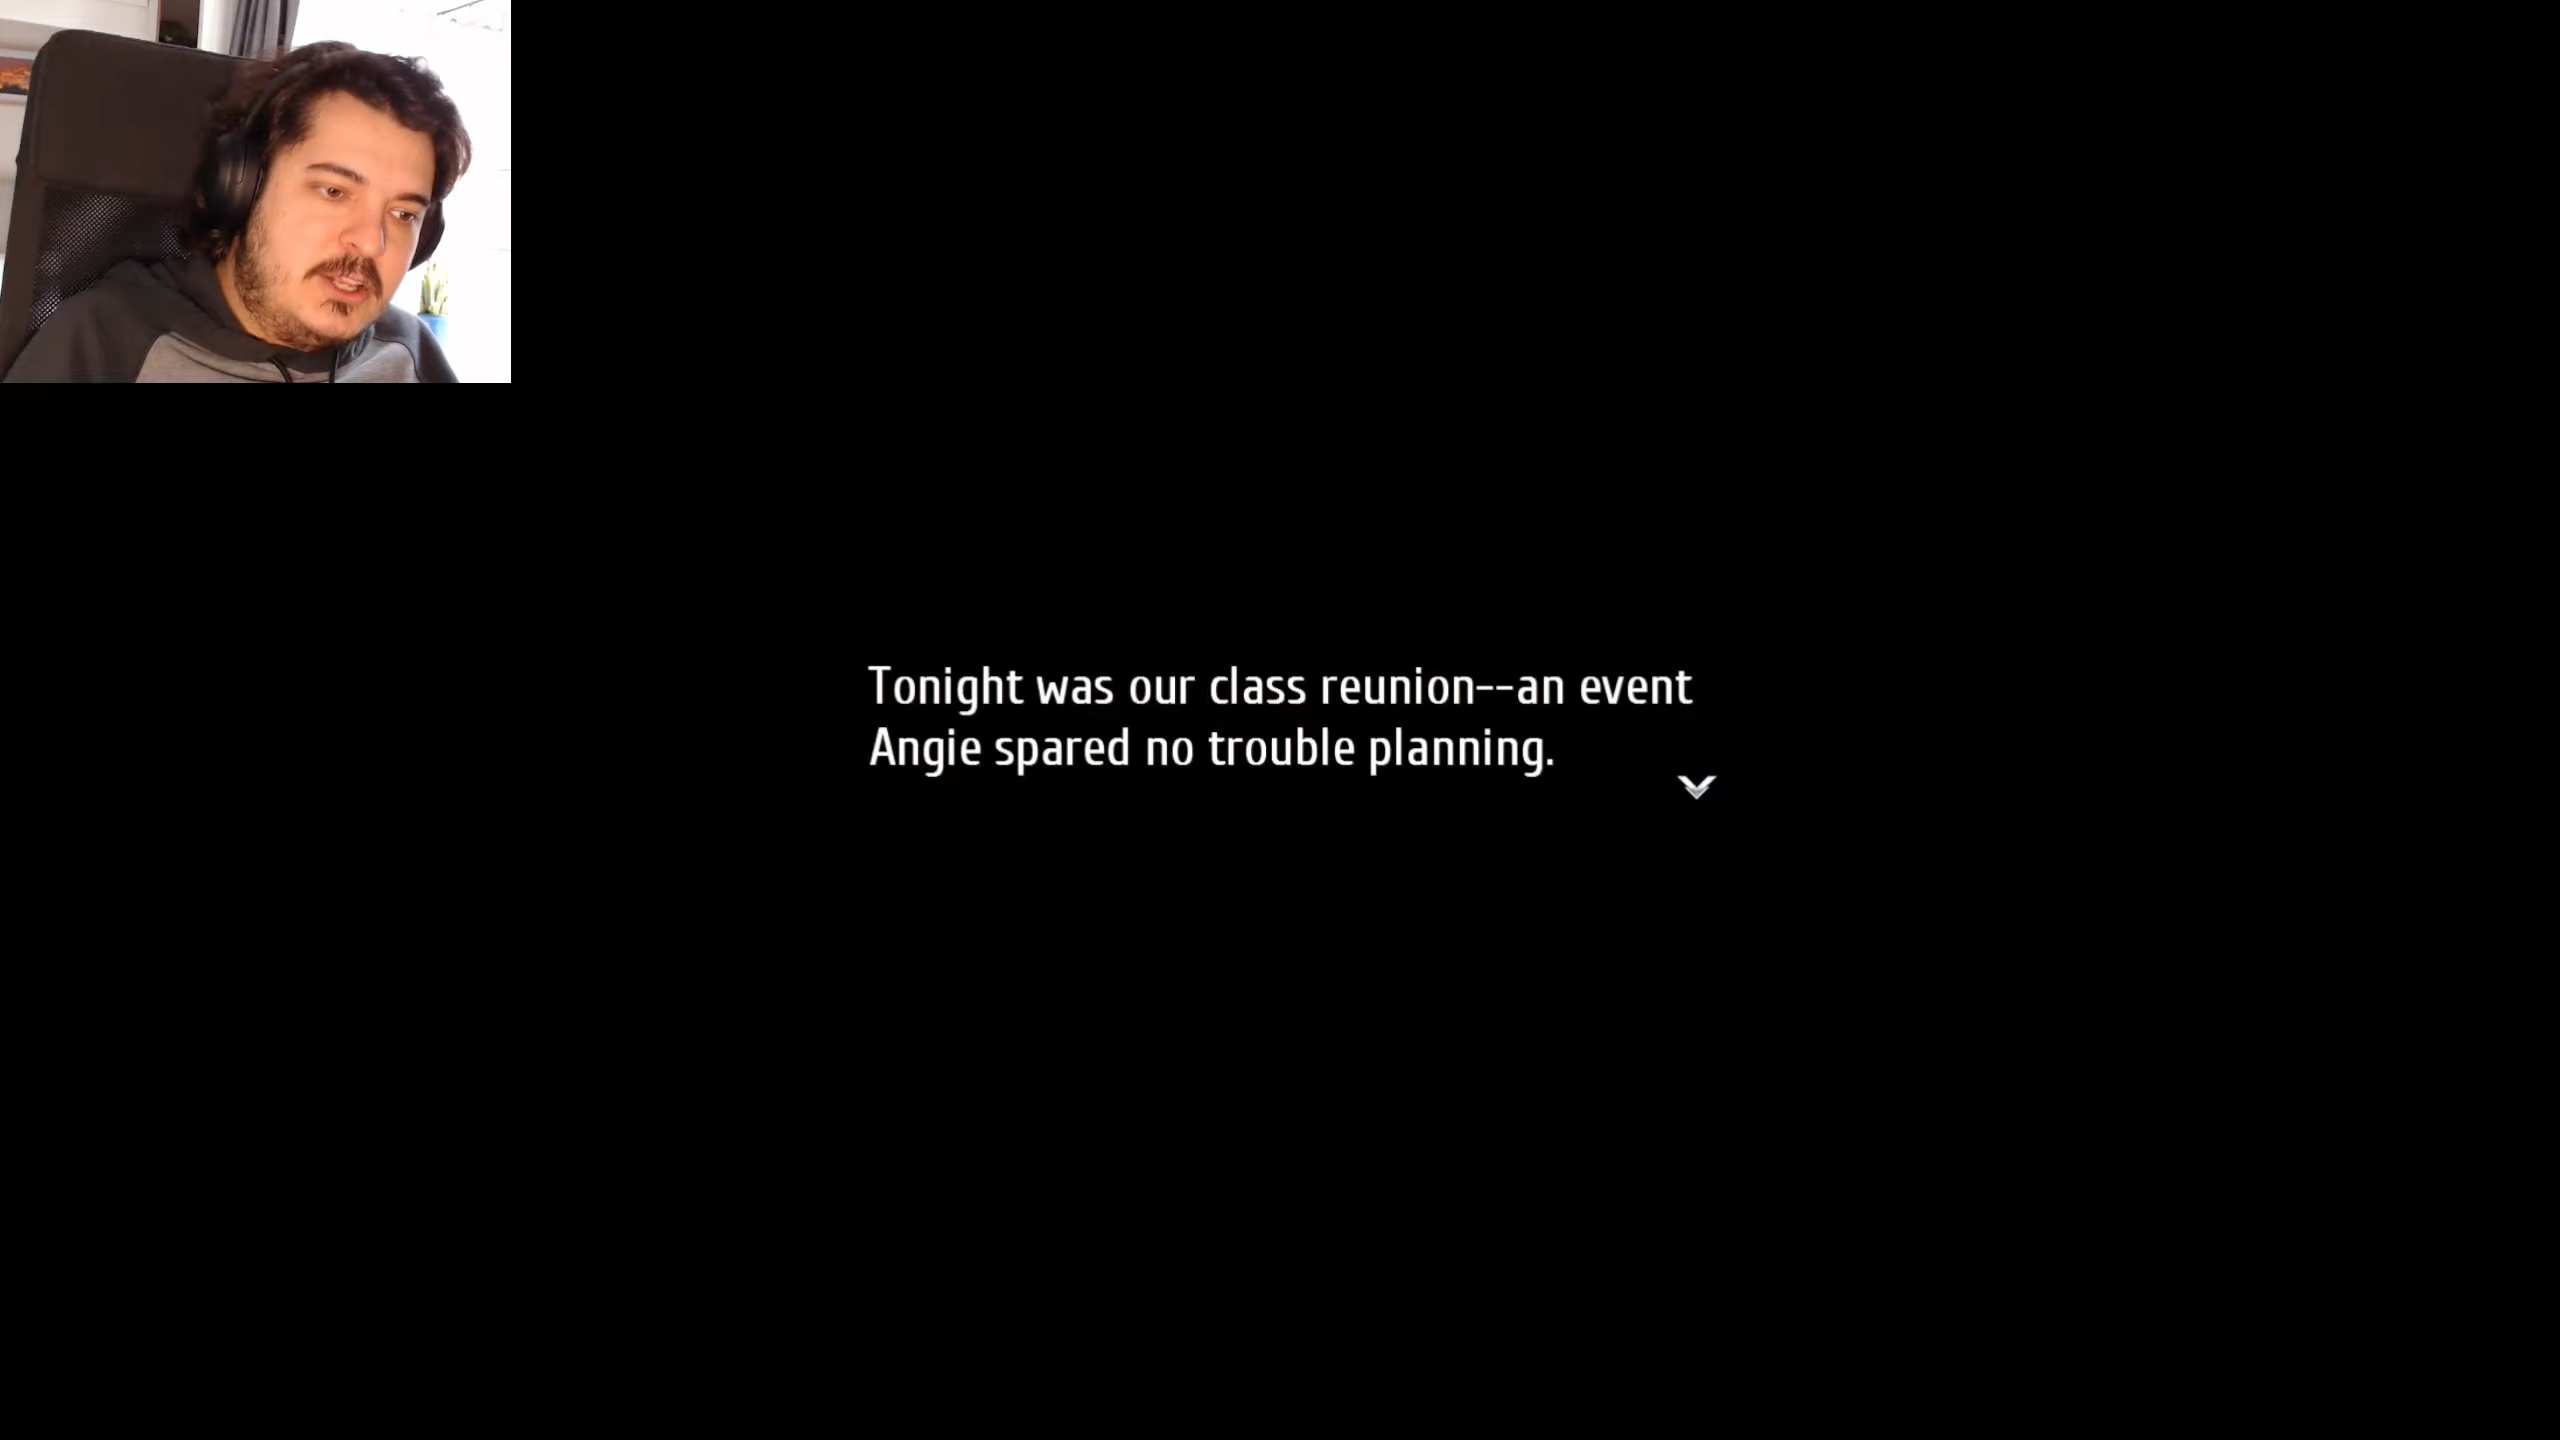 Tonight was our class reunion--an event
Angie spared no trouble planning.